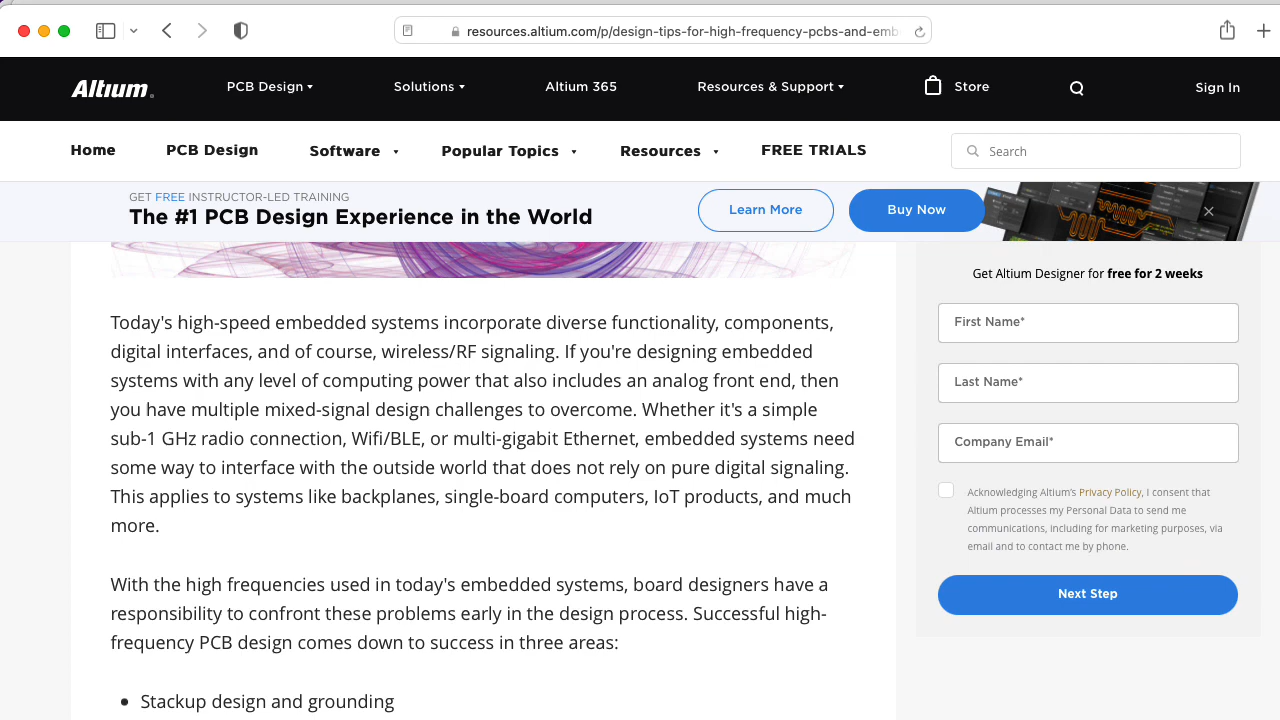 resources.altium.com/p/design-tips-for-high-frequency-pcbs-and-emb
Altium
PCB Design
Solutions
Altium 365
Resources & Support
Store
Sign In
Home
PCB Design
Software
Popular Topics
Resources
FREE TRIALS
Search
GET FREE INSTRUCTOR-LED TRAINING
The #1 PCB Design Experience in the World
Learn More
Buy Now
Today's high-speed embedded systems incorporate diverse functionality, components,
digital interfaces, and of course, wireless/RF signaling. If you're designing embedded
systems with any level of computing power that also includes an analog front end, then
you have multiple mixed-signal design challenges to overcome. Whether it's a simple
sub-1 GHz radio connection, Wifi/BLE, or multi-gigabit Ethernet, embedded systems need
some way to interface with the outside world that does not rely on pure digital signaling.
This applies to systems like backplanes, single-board computers, IoT products, and much
more.
With the high frequencies used in today's embedded systems, board designers have a
responsibility to confront these problems early in the design process. Successful high-
frequency PCB design comes down to success in three areas:
Stackup design and grounding
Get Altium Designer for free for 2 weeks
First Name*
Last Name*
Company Email*
Acknowledging Altium's Privacy Policy, I consent that
Altium processes my Personal Data to send me
communications, including for marketing purposes, via
email and to contact me by phone.
Next Step